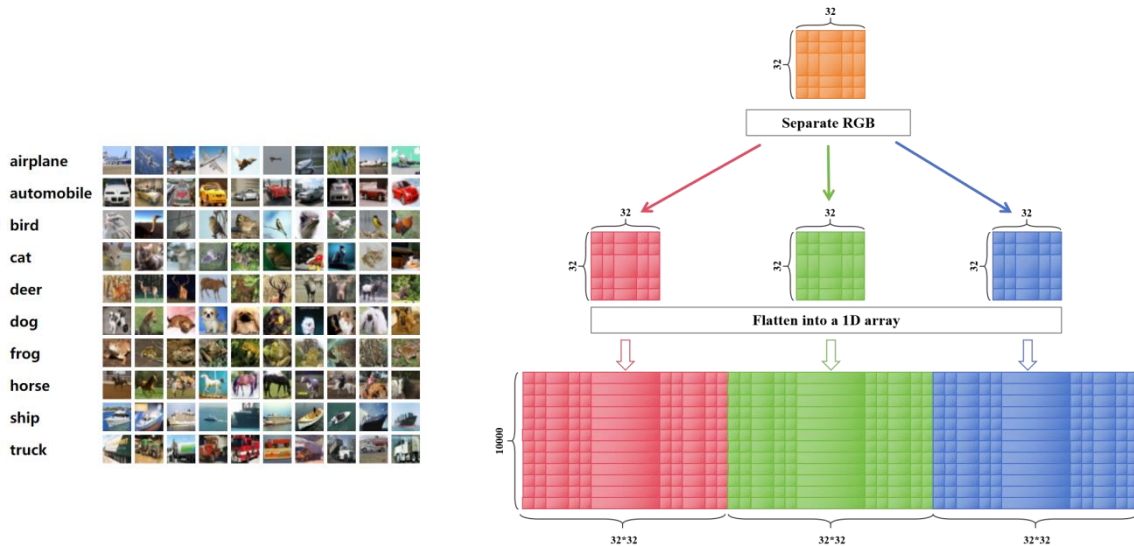 airplane
automobile
bird
cat
deer
dog
frog
horse
ship
truck
32
32
Separate RGB
32
32
32
32
32
32
Flatten into a 1D array
10000
32*32
32*32
32*32